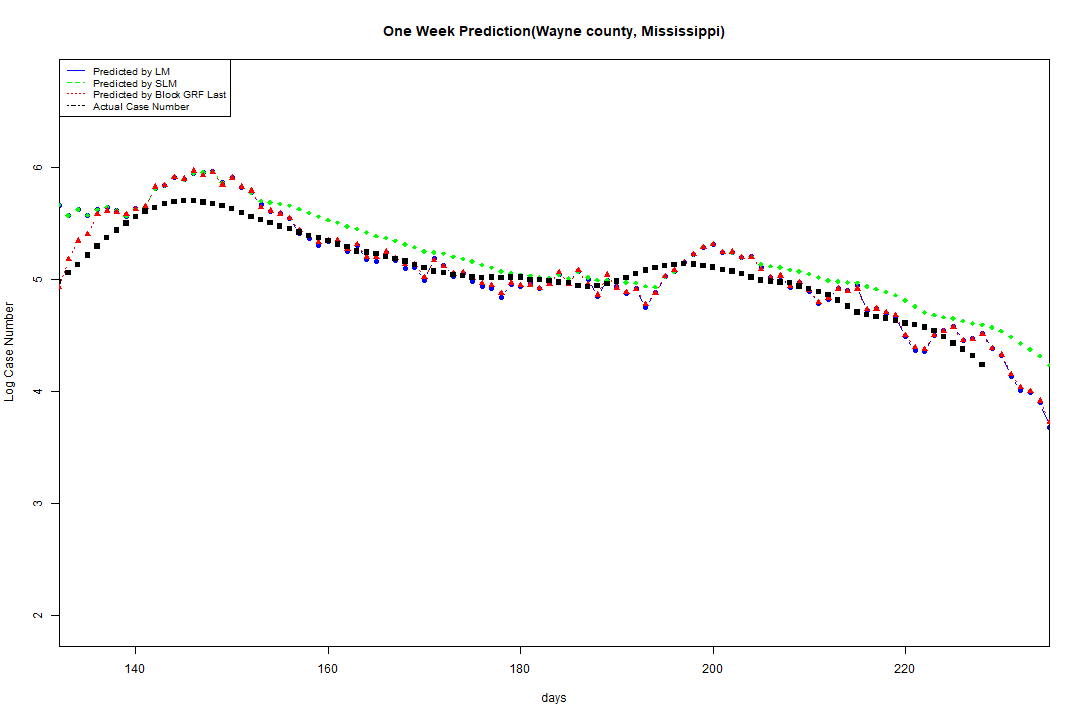 One Week Prediction(Wayne county, Mississippi)
Predicted by LM
Predicted by SLM
Predicted by Block GRF Last
Actual Case Number
Log Case Number
6
5
4
3
2
140 160 180 200 220
days